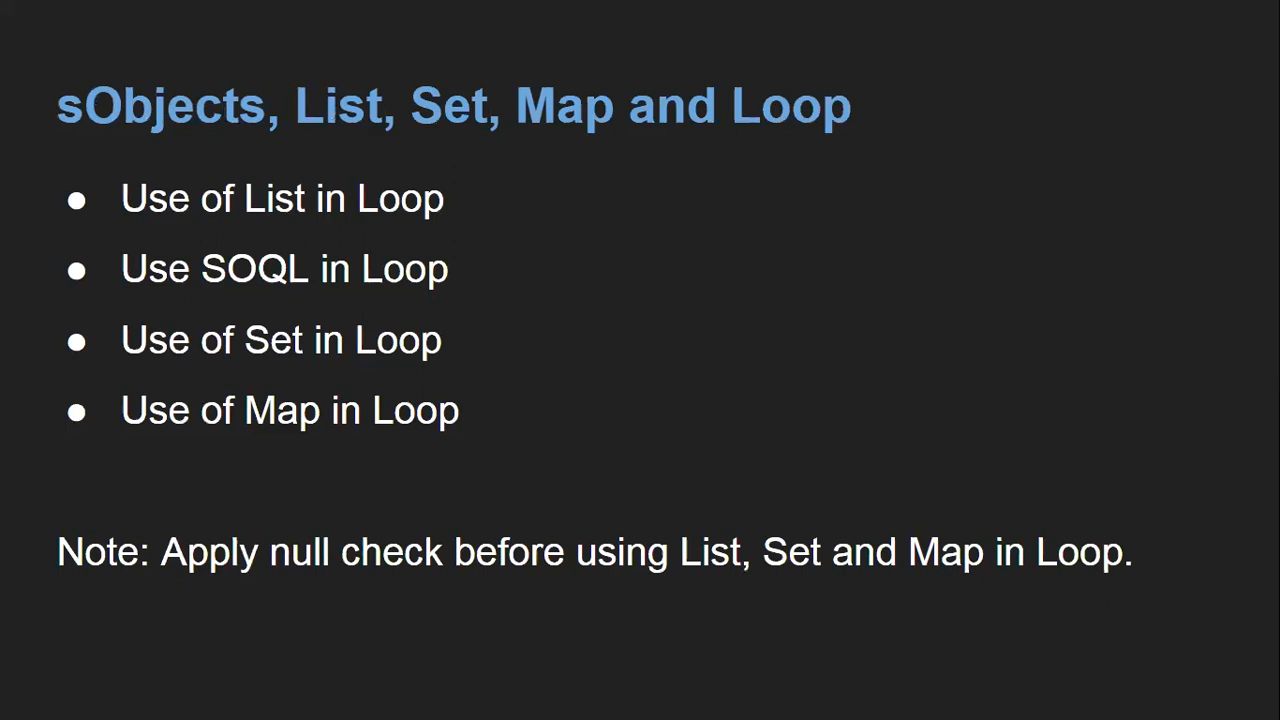 sObjects, List, Set, Map and Loop
● Use of List in Loop
● Use SOQL in Loop
● Use of Set in Loop
● Use of Map in Loop
Note: Apply null check before using List, Set and Map in Loop.